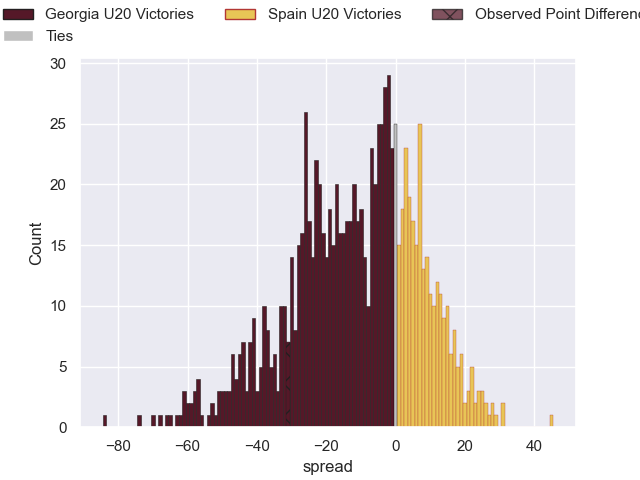 Georgia U20 Victories
Spain U20 Victories
Observed Point Differenc
Ties
30
25
20
15
10
5
0
Count
−80
−60
−40
−20
0
20
40
spread